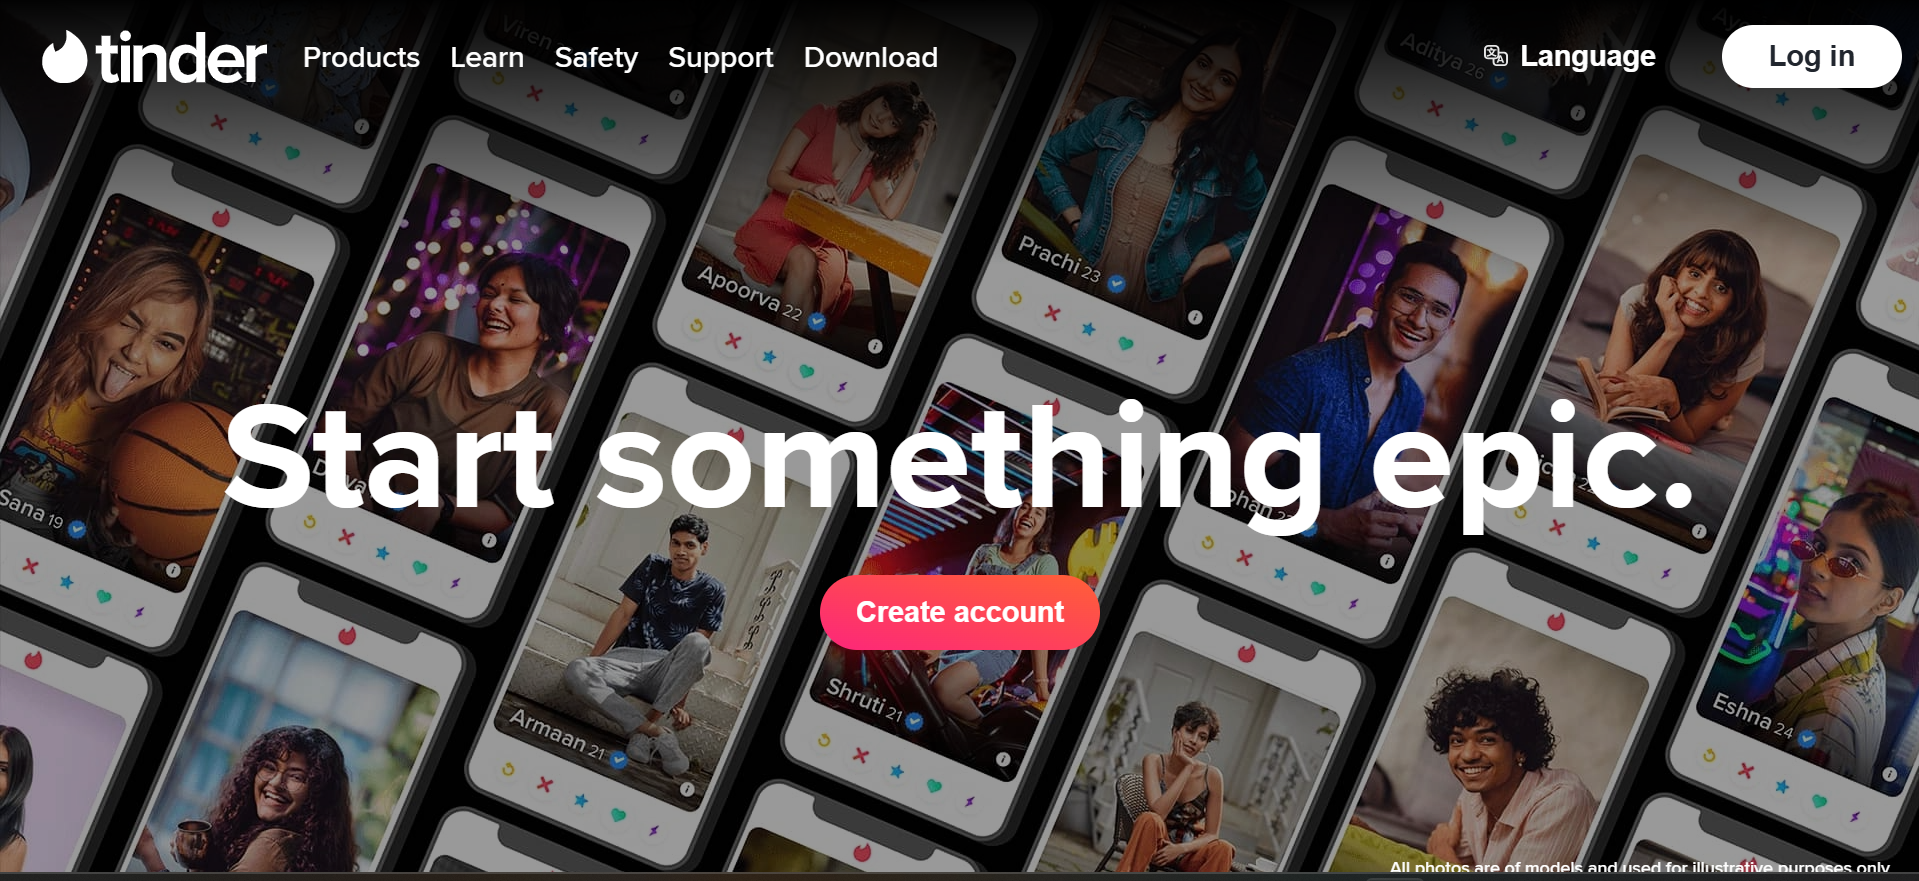 tinder
Products Learn Safety Support Download
Language
Log in
Viren
Aditya 26
Apoorva 22
Prachi 23
Start something epic.
Sana 19
Create account
Shruti 21
Armaan 21
Eshna 24
All photos are of models and used for illustrative purposes only